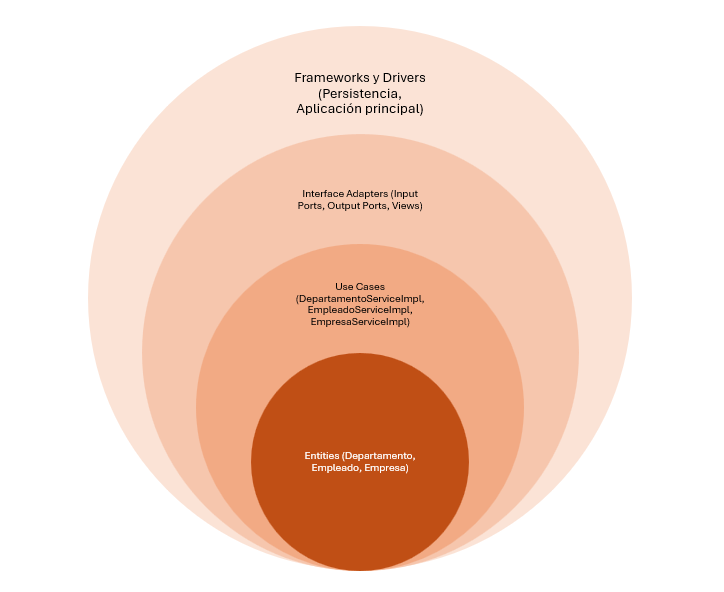 Frameworks y Drivers
(Persistencia,
Aplicación principal)
Interface Adapters (Input
Ports, Output Ports, Views)
Use Cases
(DepartamentoServiceImpl,
EmpleadoServiceImpl,
EmpresaServiceImpl)
Entities (Departamento,
Empleado, Empresa)